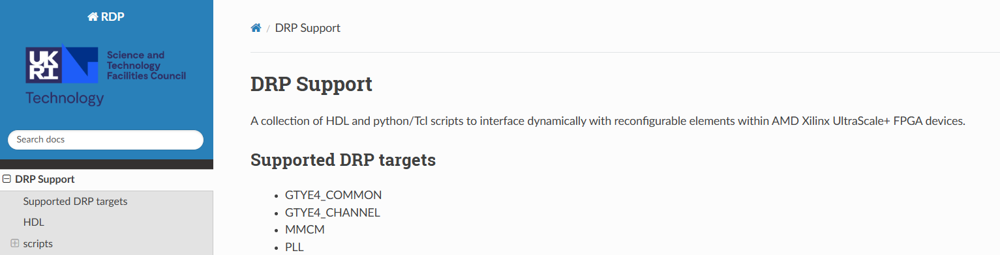 RDP
UK
RI
Science and
Technology
Facilities Council
Technology
Search docs
DRP Support
Supported DRP targets
HDL
scripts
/ DRP Support
DRP Support
A collection of HDL and python/Tcl scripts to interface dynamically with reconfigurable elements within AMD Xilinx UltraScale+ FPGA devices.
Supported DRP targets
• GTYE4_COMMON
• GTYE4_CHANNEL
• MMCM
• PLL